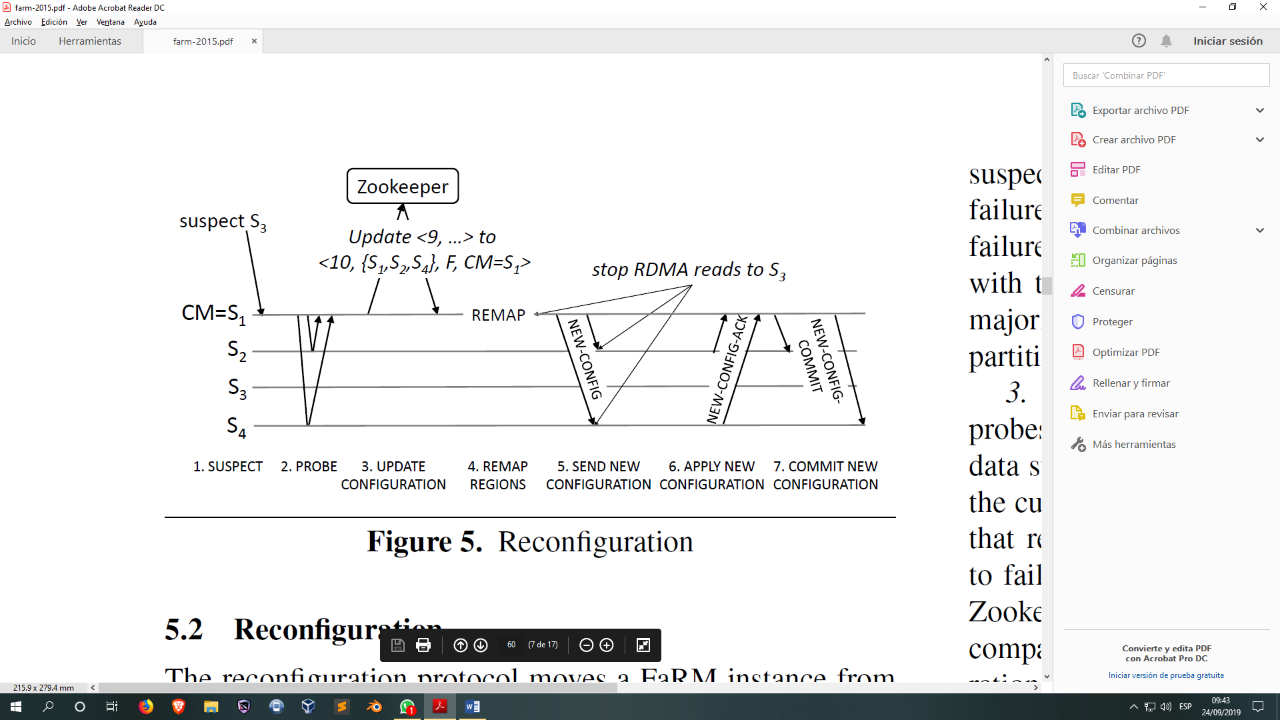 farm-2015.pdf - Adobe Acrobat Reader DC
Archivo Edición Ver Ventana Ayuda
Inicio Herramientas farm-2015.pdf × Iniciar sesión
Buscar 'Combinar PDF'
Exportar archivo PDF
Crear archivo PDF
Editar PDF
Comentar
Combinar archivos
Organizar páginas
Censurar
Proteger
Optimizar PDF
Rellenar y firmar
Enviar para revisar
Más herramientas
Convierte y edita PDF
con Acrobat Pro DC
Iniciar versión de prueba gratuita
Zookeeper
suspect S3
Update <9, ...> to
<10, {S1,S2,S4}, F, CM=S1>
stop RDMA reads to S3
CM=S1
REMAP
S2
S3
S4
NEW-CONFIG
NEW-CONFIG-ACK
NEW-CONFIG-
COMMIT
1. SUSPECT
2. PROBE
3. UPDATE
CONFIGURATION
4. REMAP
REGIONS
5. SEND NEW
CONFIGURATION
6. APPLY NEW
CONFIGURATION
7. COMMIT NEW
CONFIGURATION
Figure 5. Reconfiguration
5.2 Reconfiguration
The reconfiguration protocol moves a FaRM instance from
suspec
failure
failure
with t
major
partiti
3.
probes
data s
the cu
that re
to fail
Zooke
compa
60 (7 de 17)
215.9 x 279.4 mm
ESP
09:43
24/09/2019